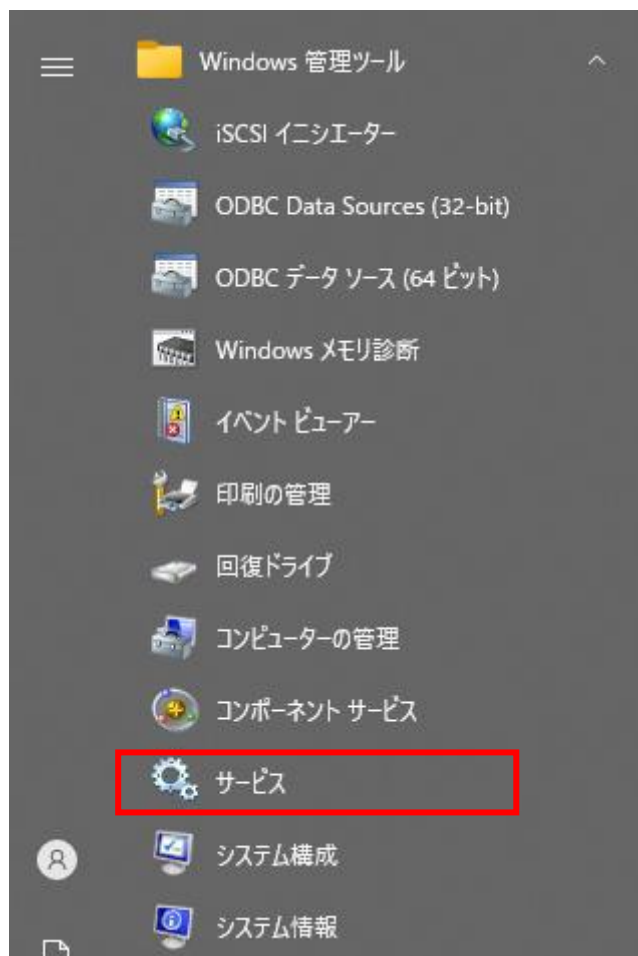 Windows 管理ツール
iSCSI イニシエーター
ODBC Data Sources (32-bit)
ODBC データ ソース (64 ビット)
Windows メモリ診断
イベント ビューアー
印刷の管理
回復ドライブ
コンピューターの管理
コンポーネント サービス
サービス
システム構成
システム情報